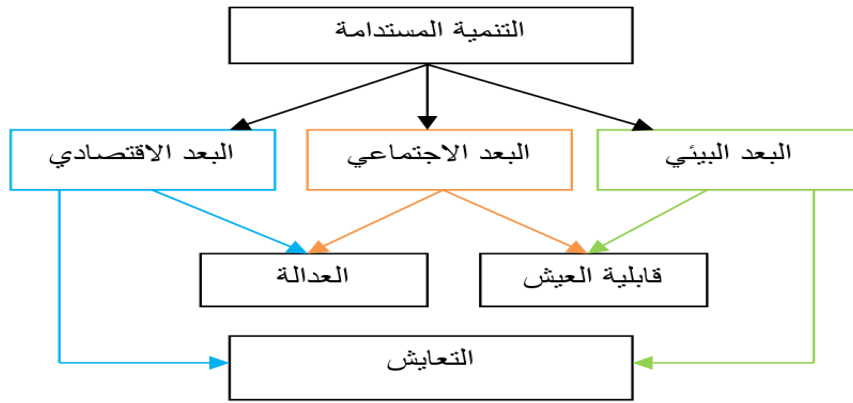 التنمية المستدامة
البعد البيئي
البعد الاجتماعي
البعد الاقتصادي
قابلية العيش
العدالة
التعايش